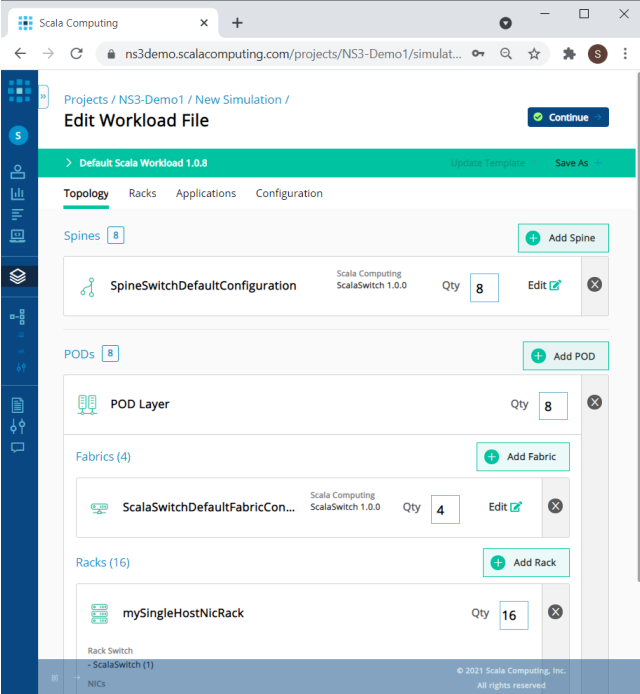 Scala Computing
ns3demo.scalacomputing.com/projects/NS3-Demo1/simulat...
S
S
Projects / NS3-Demo1 / New Simulation /
Edit Workload File
Continue
Default Scala Workload 1.0.8
Update Template
Save As
Topology Racks Applications Configuration
Spines 8
Add Spine
SpineSwitchDefaultConfiguration
Scala Computing
ScalaSwitch 1.0.0
Qty 8
Edit
PODs 8
Add POD
POD Layer
Qty 8
Fabrics (4)
Add Fabric
ScalaSwitchDefaultFabricCon...
Scala Computing
ScalaSwitch 1.0.0
Qty 4
Edit
Racks (16)
Add Rack
mySingleHostNicRack
Qty 16
Rack Switch
- ScalaSwitch (1)
NICs
© 2021 Scala Computing, Inc.
All rights reserved